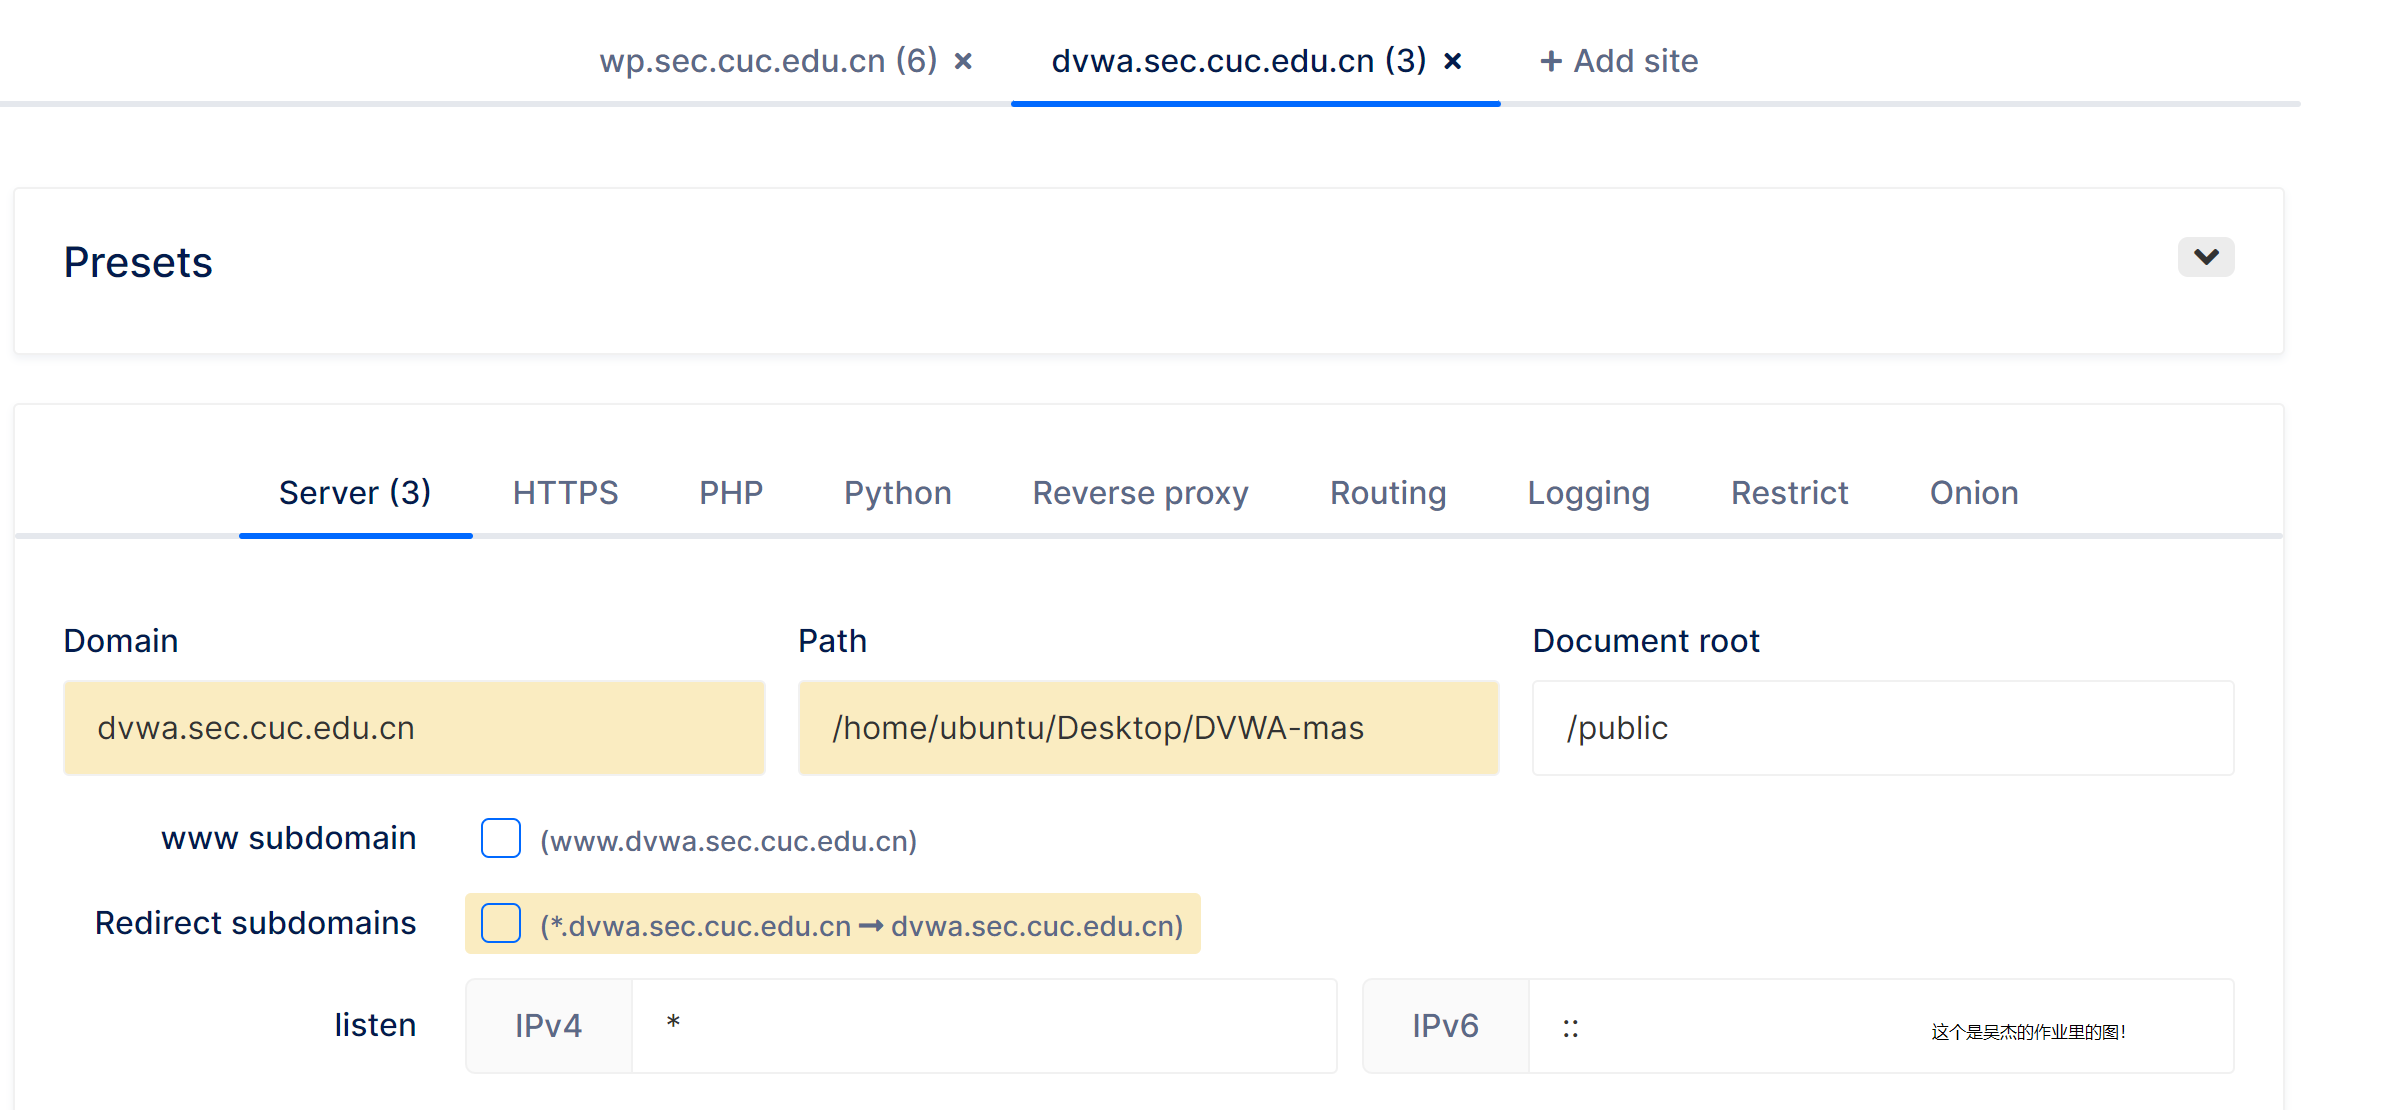 wp.sec.cuc.edu.cn (6) × dvwa.sec.cuc.edu.cn (3) × + Add site
Presets
Server (3) HTTPS PHP Python Reverse proxy Routing Logging Restrict Onion
Domain Path Document root
dvwa.sec.cuc.edu.cn /home/ubuntu/Desktop/DVWA-mas /public
www subdomain (www.dvwa.sec.cuc.edu.cn)
Redirect subdomains (*.dvwa.sec.cuc.edu.cn → dvwa.sec.cuc.edu.cn)
listen IPv4 * IPv6 :: 这个是吴杰的作业里的图!